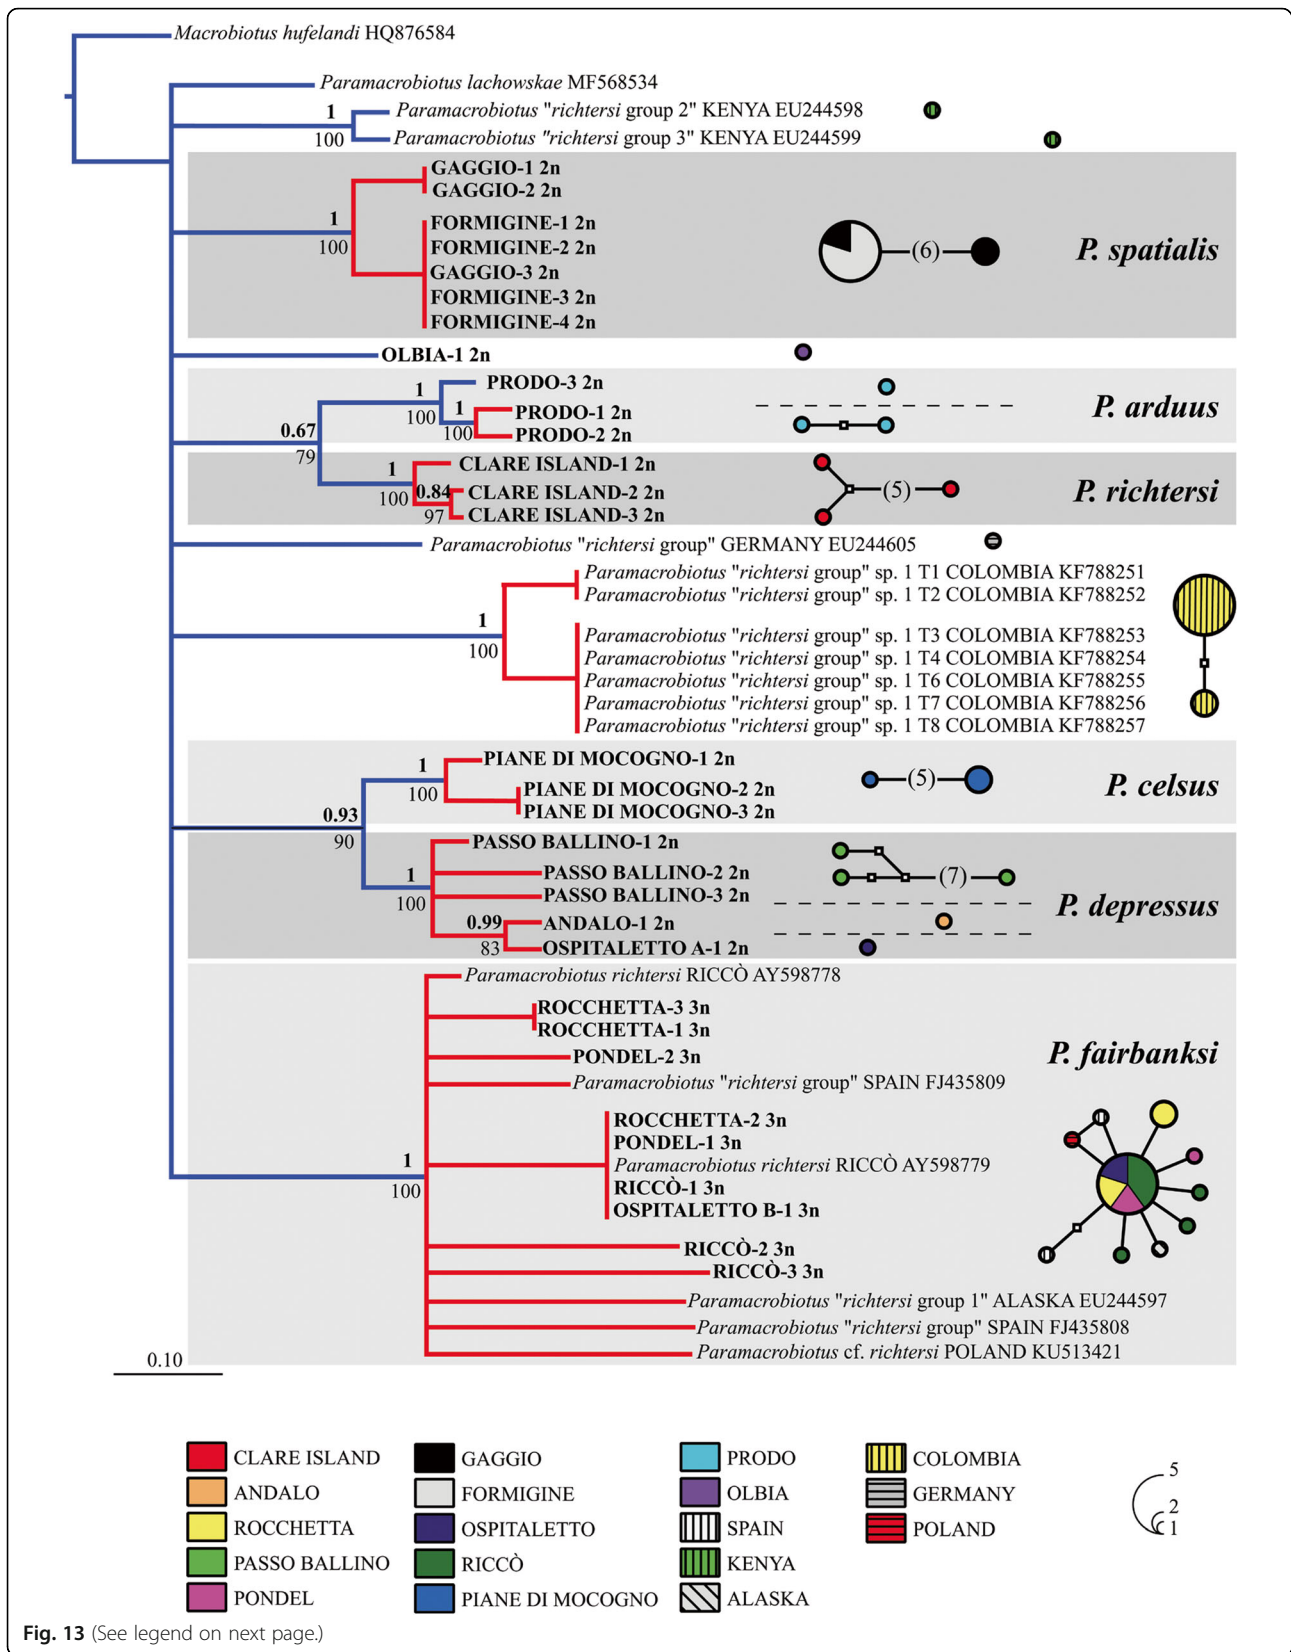 Macrobiotus hufelandi HQ876584
Paramacrobiotus lachowskae MF568534
1
100
Paramacrobiotus "richtersi group 2" KENYA EU244598
Paramacrobiotus "richtersi group 3" KENYA EU244599
1
100
GAGGIO-1 2n
GAGGIO-2 2n
FORMIGINE-1 2n
FORMIGINE-2 2n
GAGGIO-3 2n
FORMIGINE-3 2n
FORMIGINE-4 2n
(6)
P. spatialis
OLBIA-1 2n
0.67
79
1
100
PRODO-3 2n
1
100
PRODO-1 2n
PRODO-2 2n
P. arduus
1
100
CLARE ISLAND-1 2n
0.84
97
CLARE ISLAND-2 2n
CLARE ISLAND-3 2n
(5)
P. richtersi
Paramacrobiotus "richtersi group" GERMANY EU244605
1
100
Paramacrobiotus "richtersi group" sp. 1 T1 COLOMBIA KF788251
Paramacrobiotus "richtersi group" sp. 1 T2 COLOMBIA KF788252
Paramacrobiotus "richtersi group" sp. 1 T3 COLOMBIA KF788253
Paramacrobiotus "richtersi group" sp. 1 T4 COLOMBIA KF788254
Paramacrobiotus "richtersi group" sp. 1 T6 COLOMBIA KF788255
Paramacrobiotus "richtersi group" sp. 1 T7 COLOMBIA KF788256
Paramacrobiotus "richtersi group" sp. 1 T8 COLOMBIA KF788257
0.93
90
1
100
PIANE DI MOCOGNO-1 2n
PIANE DI MOCOGNO-2 2n
PIANE DI MOCOGNO-3 2n
(5)
P. celsus
1
100
PASSO BALLINO-1 2n
PASSO BALLINO-2 2n
PASSO BALLINO-3 2n
0.99
83
ANDALO-1 2n
OSPITALETTO A-1 2n
(7)
P. depressus
1
100
Paramacrobiotus richtersi RICCÒ AY598778
ROCCHETTA-3 3n
ROCCHETTA-1 3n
PONDEL-2 3n
Paramacrobiotus "richtersi group" SPAIN FJ435809
ROCCHETTA-2 3n
PONDEL-1 3n
Paramacrobiotus richtersi RICCÒ AY598779
RICCÒ-1 3n
OSPITALETTO B-1 3n
RICCÒ-2 3n
RICCÒ-3 3n
Paramacrobiotus "richtersi group 1" ALASKA EU244597
Paramacrobiotus "richtersi group" SPAIN FJ435808
Paramacrobiotus cf. richtersi POLAND KU513421
P. fairbanksi
0.10
CLARE ISLAND
ANDALO
ROCCHETTA
PASSO BALLINO
PONDEL
GAGGIO
FORMIGINE
OSPITALETTO
RICCÒ
PIANE DI MOCOGNO
PRODO
OLBIA
SPAIN
KENYA
ALASKA
COLOMBIA
GERMANY
POLAND
5
2
1
Fig. 13 (See legend on next page.)